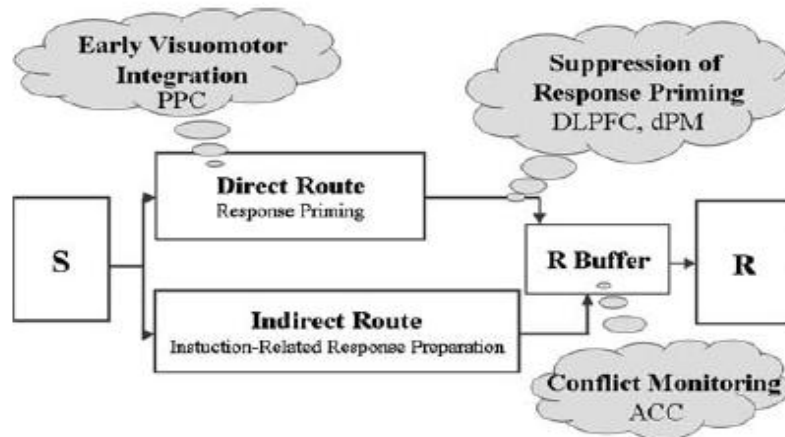 Early Visuomotor
Integration
PPC
Suppression of
Response Priming
DLPFC, dPM
Direct Route
Response Priming
S
R Buffer
R
Indirect Route
Instuction-Related Response Preparation
Conflict Monitoring
ACC